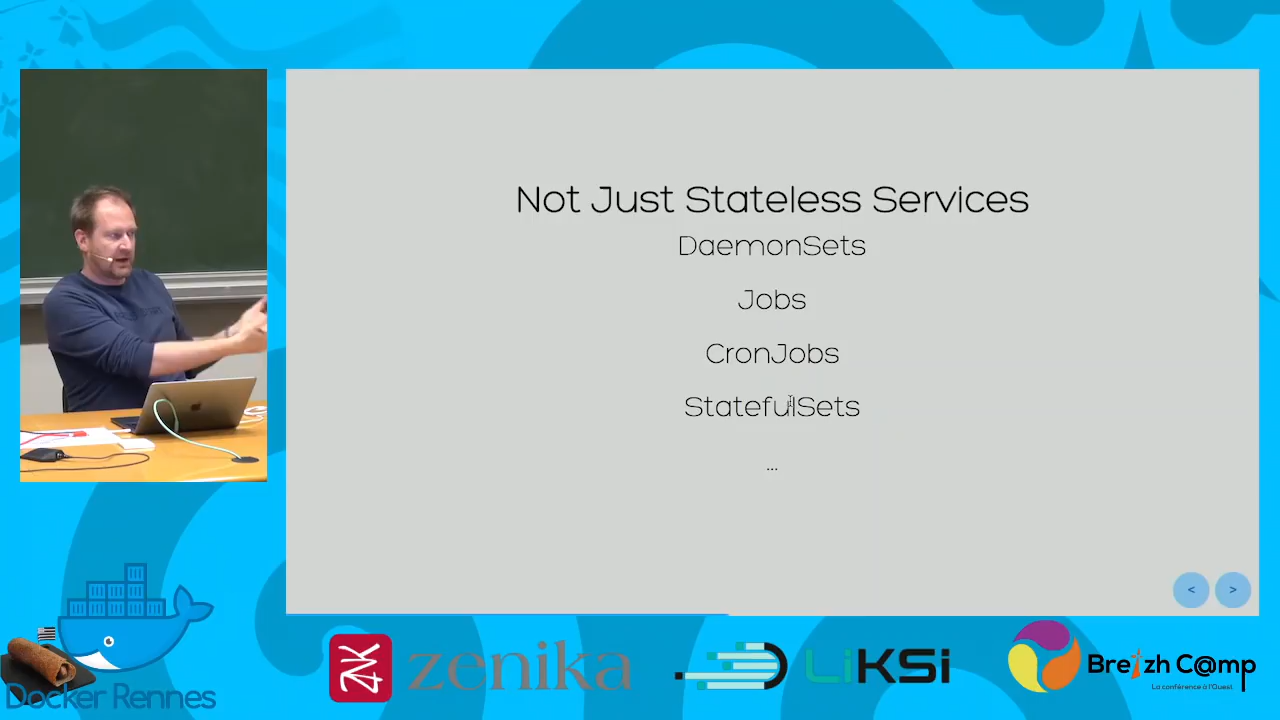 Not Just Stateless Services
DaemonSets
Jobs
CronJobs
StatefulSets
...
<
>
Docker Rennes
zenika
LiKSi
Breizh C@mp
La conférence à l'Ouest.